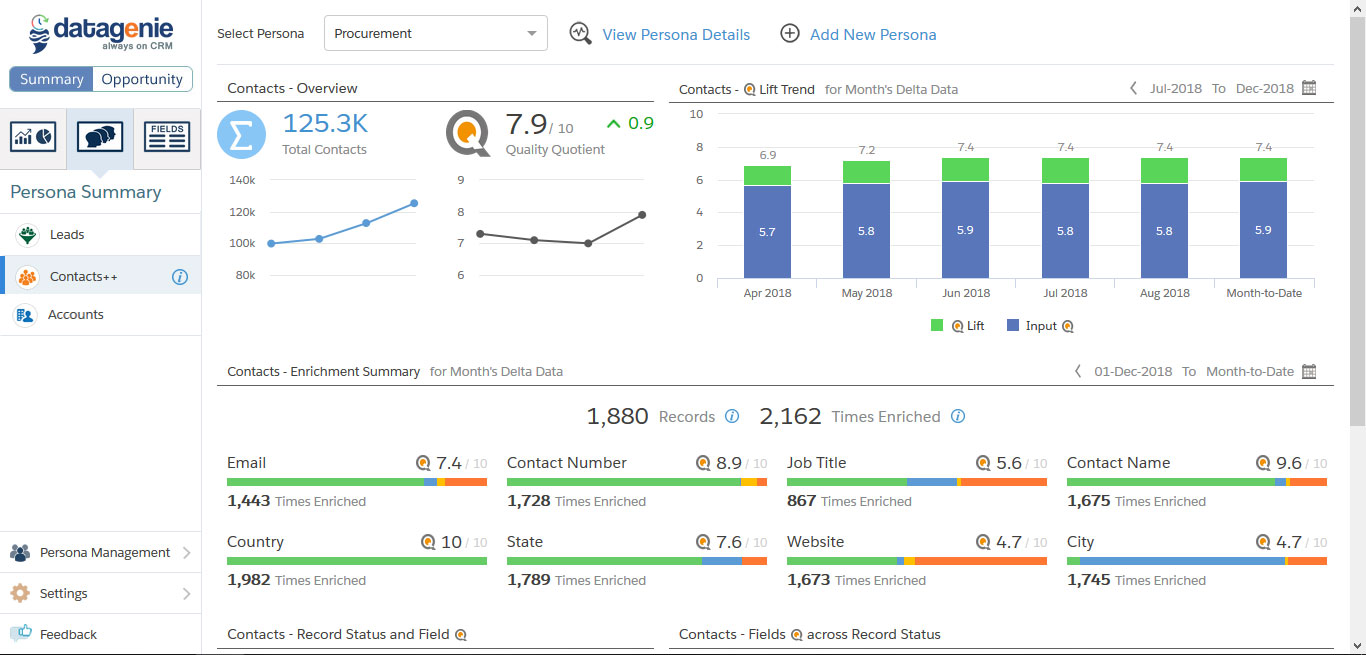 datagenie
always on CRM
Summary
Opportunity
FIELDS
Persona Summary
Leads
Contacts++
i
Accounts
Persona Management
Settings
Feedback
Select Persona
Procurement
View Persona Details
Add New Persona
Contacts - Overview
125.3K
Total Contacts
7.9 / 10
0.9
Quality Quotient
140k
120k
100k
80k
9
8
7
6
Contacts - Lift Trend for Month's Delta Data
Jul-2018 To Dec-2018
10
8
6
4
2
0
6.9
7.2
7.4
7.4
7.4
7.4
5.7
5.8
5.9
5.8
5.8
5.9
Apr 2018
May 2018
Jun 2018
Jul 2018
Aug 2018
Month-to-Date
Lift
Input
Contacts - Enrichment Summary for Month's Delta Data
01-Dec-2018 To Month-to-Date
1,880 Records i 2,162 Times Enriched i
Email 7.4 / 10
1,443 Times Enriched
Contact Number 8.9 / 10
1,728 Times Enriched
Job Title 5.6 / 10
867 Times Enriched
Contact Name 9.6 / 10
1,675 Times Enriched
Country 10 / 10
1,982 Times Enriched
State 7.6 / 10
1,789 Times Enriched
Website 4.7 / 10
1,673 Times Enriched
City 4.7 / 10
1,745 Times Enriched
Contacts - Record Status and Field
Contacts - Fields across Record Status